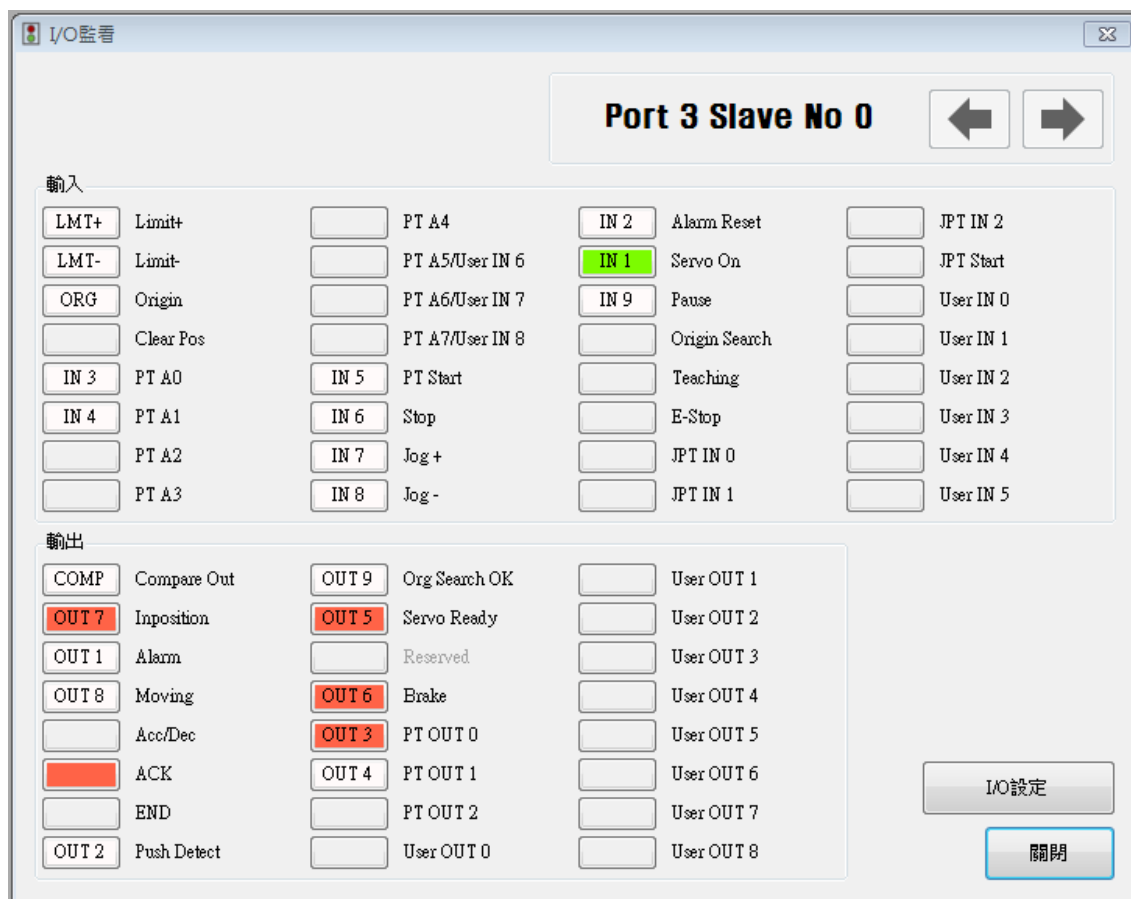 I/O監看
Port 3 Slave No 0
輸入
LMT+ Limit+ PT A4 IN 2 Alarm Reset JPT IN 2
LMT- Limit- PT A5/User IN 6 IN 1 Servo On JPT Start
ORG Origin PT A6/User IN 7 IN 9 Pause User IN 0
Clear Pos PT A7/User IN 8 Origin Search User IN 1
IN 3 PT A0 IN 5 PT Start Teaching User IN 2
IN 4 PT A1 IN 6 Stop E-Stop User IN 3
PT A2 IN 7 Jog + JPT IN 0 User IN 4
PT A3 IN 8 Jog - JPT IN 1 User IN 5
輸出
COMP Compare Out OUT 9 Org Search OK User OUT 1
OUT 7 Inposition OUT 5 Servo Ready User OUT 2
OUT 1 Alarm Reserved User OUT 3
OUT 8 Moving OUT 6 Brake User OUT 4
Acc/Dec OUT 3 PT OUT 0 User OUT 5
ACK OUT 4 PT OUT 1 User OUT 6
END PT OUT 2 User OUT 7
OUT 2 Push Detect User OUT 0 User OUT 8
I/O設定
關閉